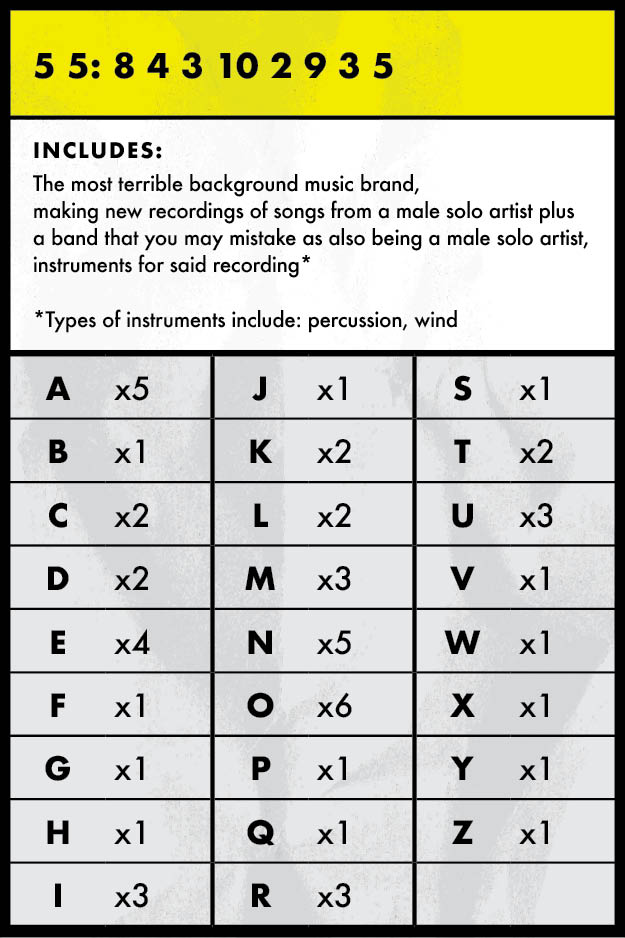 5 5: 8 4 3 10 2 9 3 5
INCLUDES:
The most terrible background music brand,
making new recordings of songs from a male solo artist plus
a band that you may mistake as also being a male solo artist,
instruments for said recording*
*Types of instruments include: percussion, wind
A x5 J x1 S x1
B x1 K x2 T x2
C x2 L x2 U x3
D x2 M x3 V x1
E x4 N x5 W x1
F x1 O x6 X x1
G x1 P x1 Y x1
H x1 Q x1 Z x1
I x3 R x3